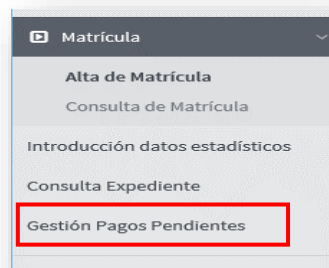 Matrícula
Alta de Matrícula
Consulta de Matrícula
Introducción datos estadísticos
Consulta Expediente
Gestión Pagos Pendientes